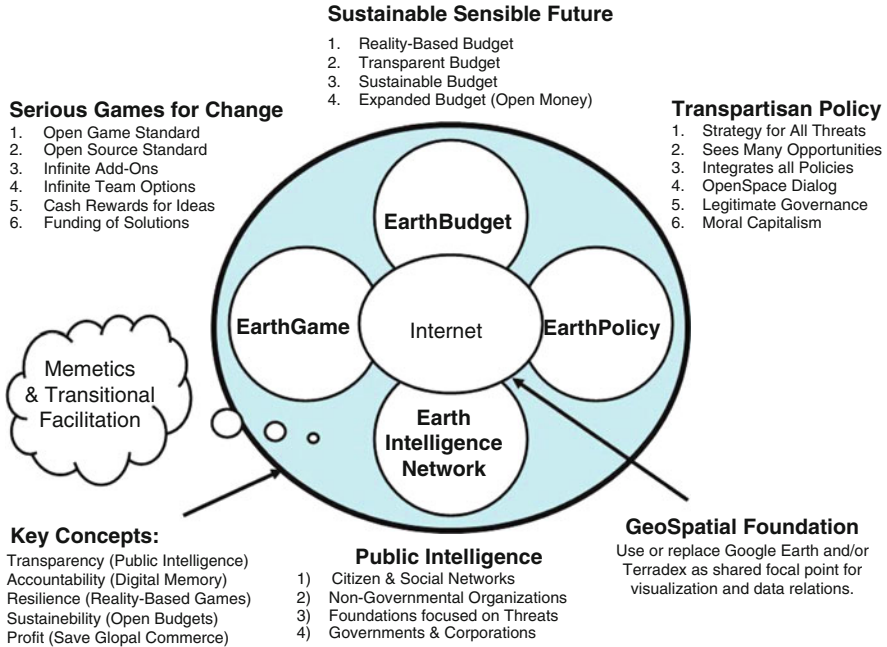 Sustainable Sensible Future
1. Reality-Based Budget
2. Transparent Budget
3. Sustainable Budget
4. Expanded Budget (Open Money)
Serious Games for Change
1. Open Game Standard
2. Open Source Standard
3. Infinite Add-Ons
4. Infinite Team Options
5. Cash Rewards for Ideas
6. Funding of Solutions
Transpartisan Policy
1. Strategy for All Threats
2. Sees Many Opportunities
3. Integrates all Policies
4. OpenSpace Dialog
5. Legitimate Governance
6. Moral Capitalism
EarthBudget
EarthGame
Internet
EarthPolicy
Earth
Intelligence
Network
Memetics
& Transitional
Facilitation
Key Concepts:
Transparency (Public Intelligence)
Accountability (Digital Memory)
Resilience (Reality-Based Games)
Sustainebility (Open Budgets)
Profit (Save Glopal Commerce)
Public Intelligence
1) Citizen & Social Networks
2) Non-Governmental Organizations
3) Foundations focused on Threats
4) Governments & Corporations
GeoSpatial Foundation
Use or replace Google Earth and/or
Terradex as shared focal point for
visualization and data relations.